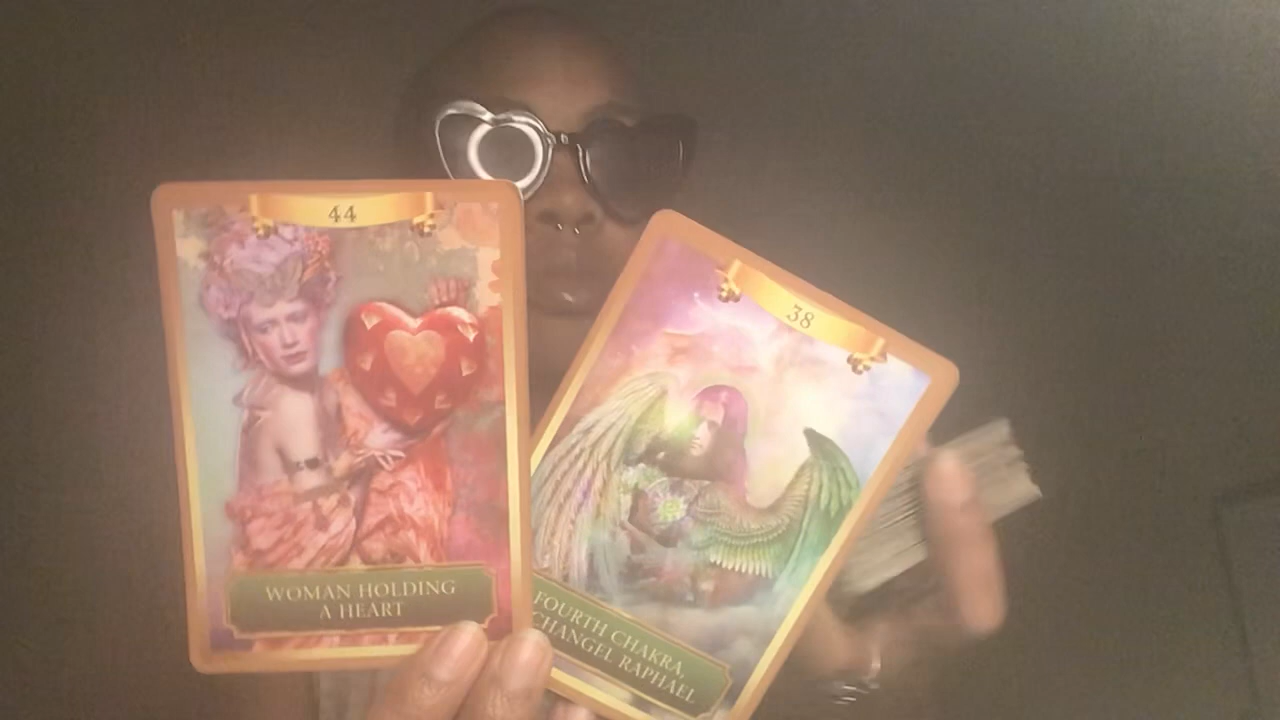 44
WOMAN HOLDING
A HEART
38
FOURTH CHAKRA,
CHANGEL RAPHAEL